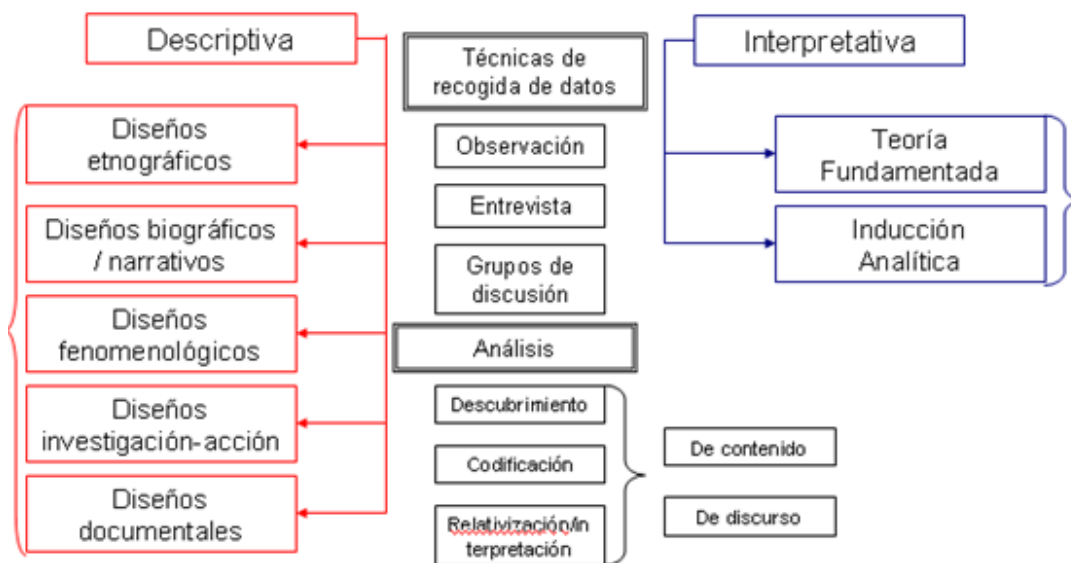 Descriptiva
Diseños
etnográficos
Diseños biográficos
/ narrativos
Diseños
fenomenológicos
Diseños
investigación-acción
Diseños
documentales
Técnicas de
recogida de datos
Observación
Entrevista
Grupos de
discusión
Análisis
Descubrimiento
Codificación
Relativización/in
terpretación
De contenido
De discurso
Interpretativa
Teoría
Fundamentada
Inducción
Analítica